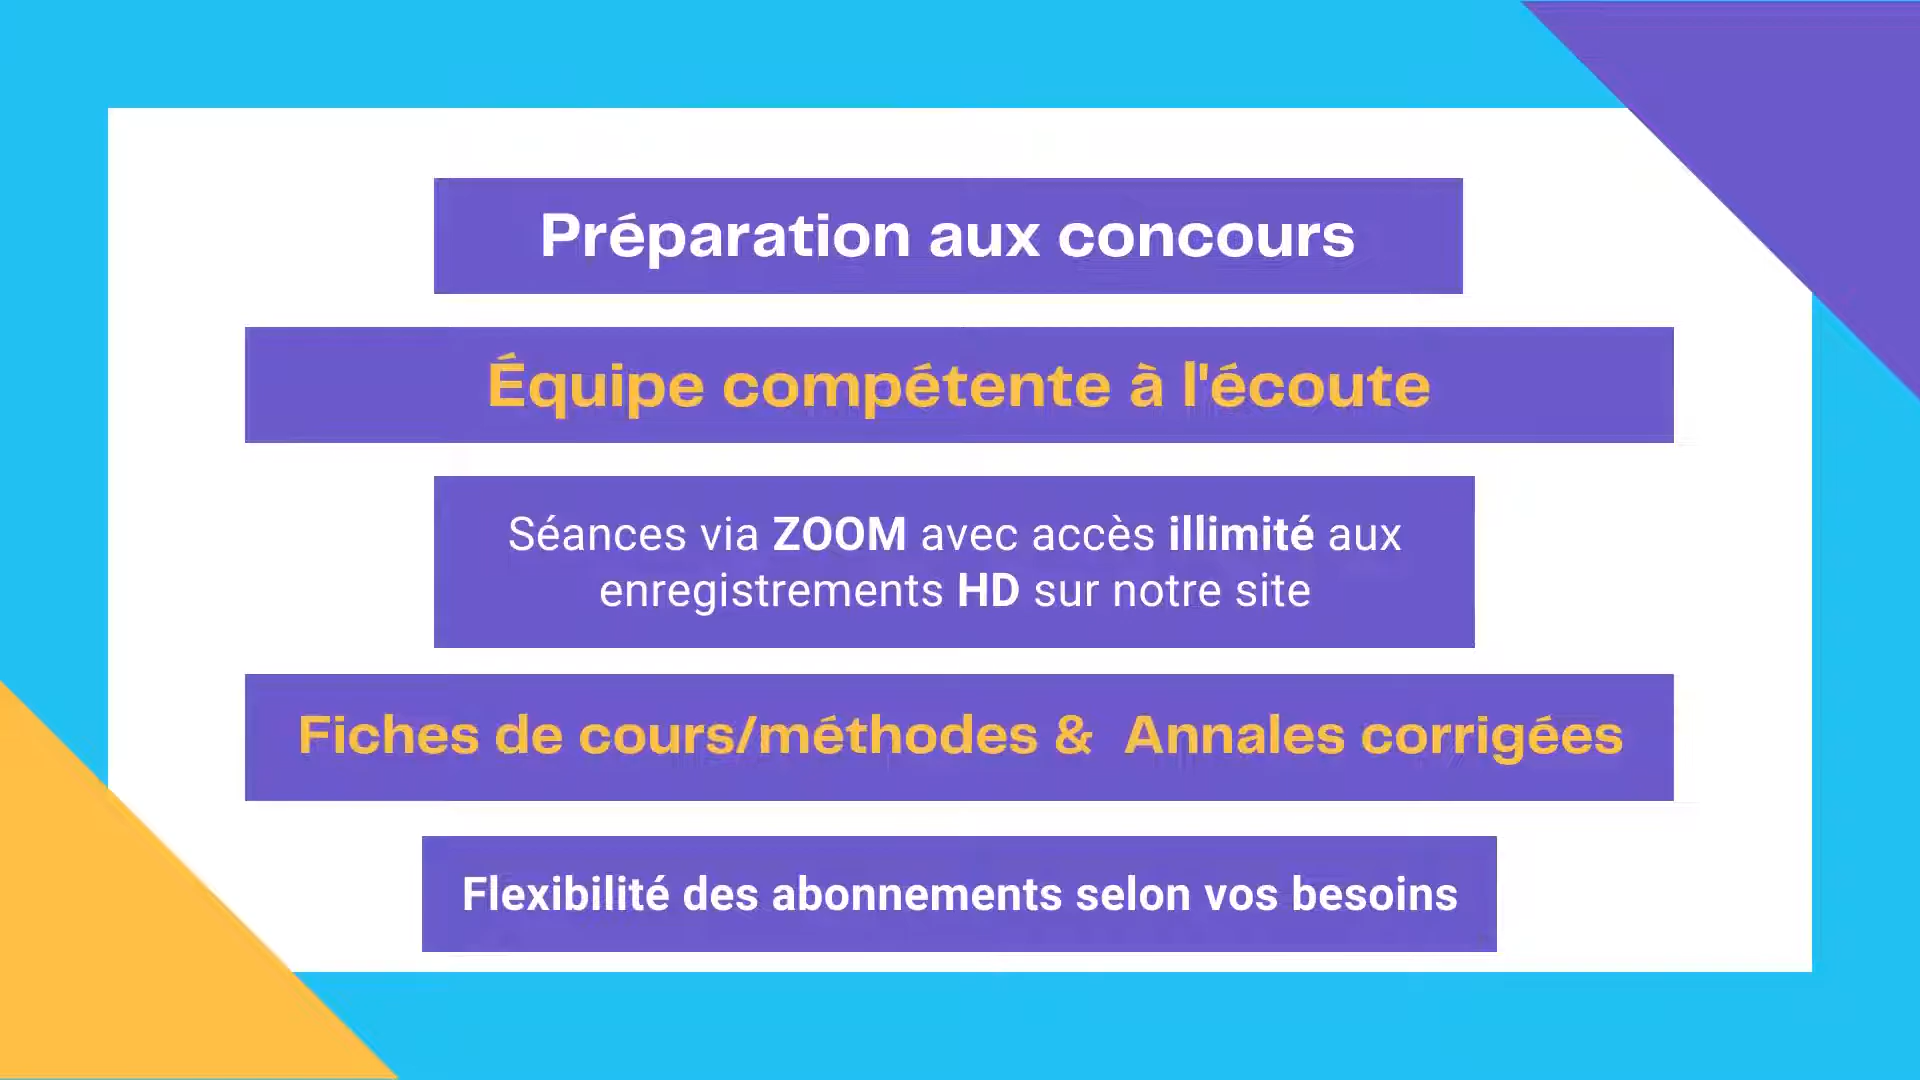 Préparation aux concours
Équipe compétente à l'écoute
Séances via ZOOM avec accès illimité aux
enregistrements HD sur notre site
Fiches de cours/méthodes & Annales corrigées
Flexibilité des abonnements selon vos besoins